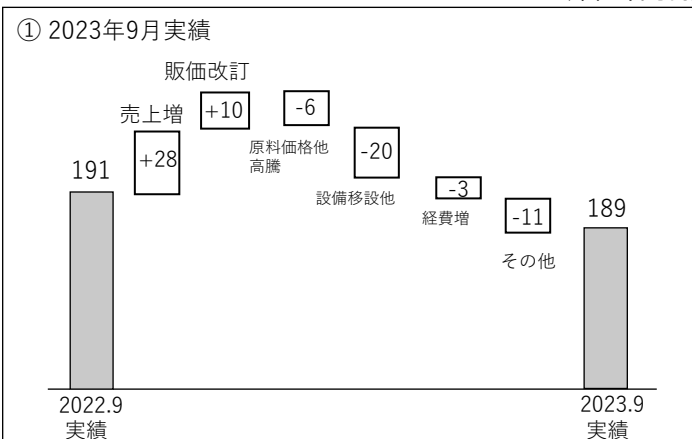 ① 2023年9月実績
販価改訂
売上増
+10
-6
+28
原料価格他
高騰
-20
191
設備移設他
-3
経費増
-11
189
その他
2022.9
実績
2023.9
実績